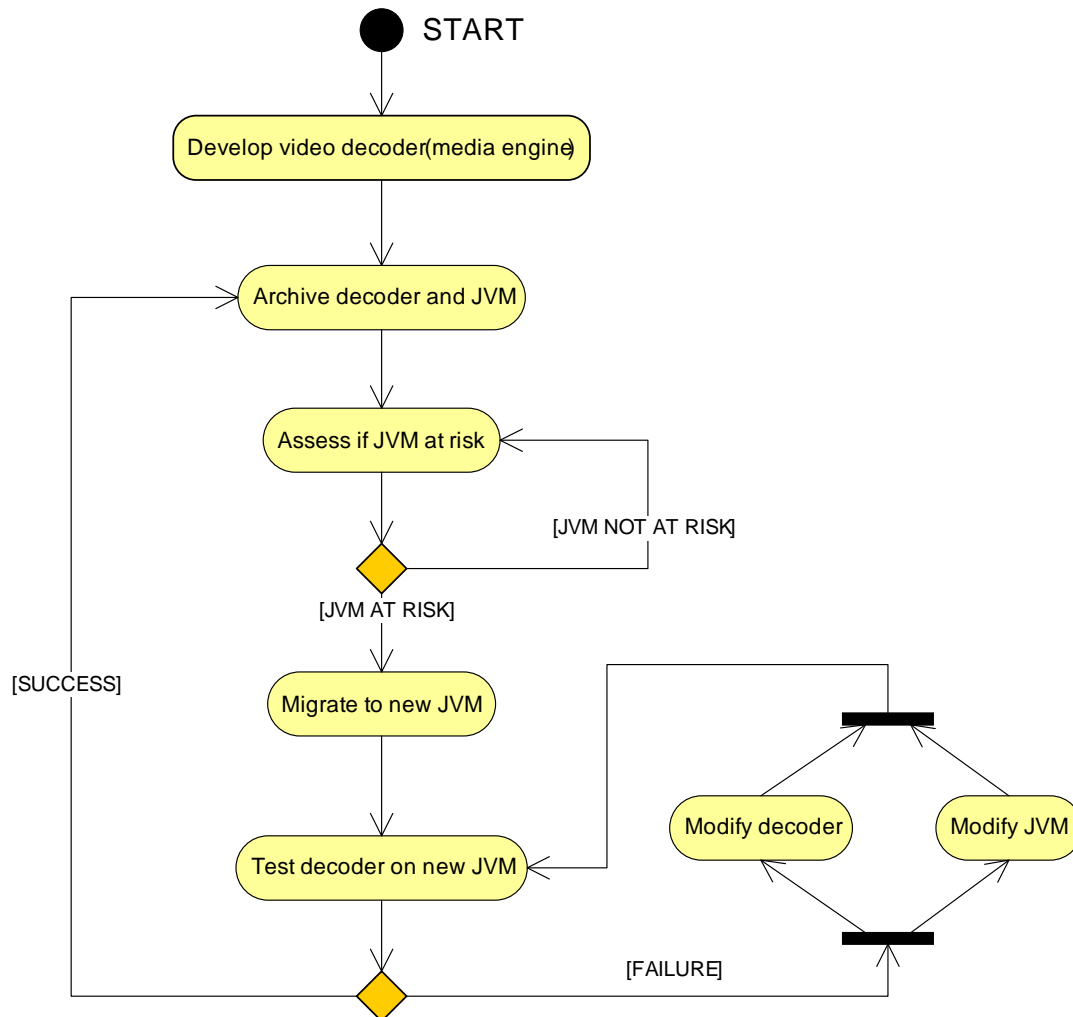 START
Develop video decoder(media engine)
Archive decoder and JVM
Assess if JVM at risk
[JVM NOT AT RISK]
[JVM AT RISK]
[SUCCESS]
Migrate to new JVM
Modify decoder
Modify JVM
Test decoder on new JVM
[FAILURE]